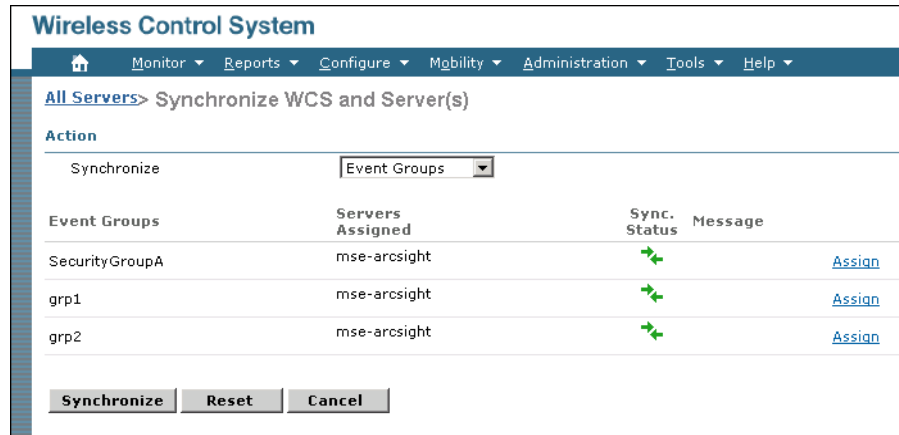 Wireless Control System
Monitor Reports Configure Mobility Administration Tools Help
All Servers> Synchronize WCS and Server(s)
Action
Synchronize Event Groups
Event Groups Servers Assigned Sync. Status Message
SecurityGroupA mse-arcsight Assign
grp1 mse-arcsight Assign
grp2 mse-arcsight Assign
Synchronize Reset Cancel